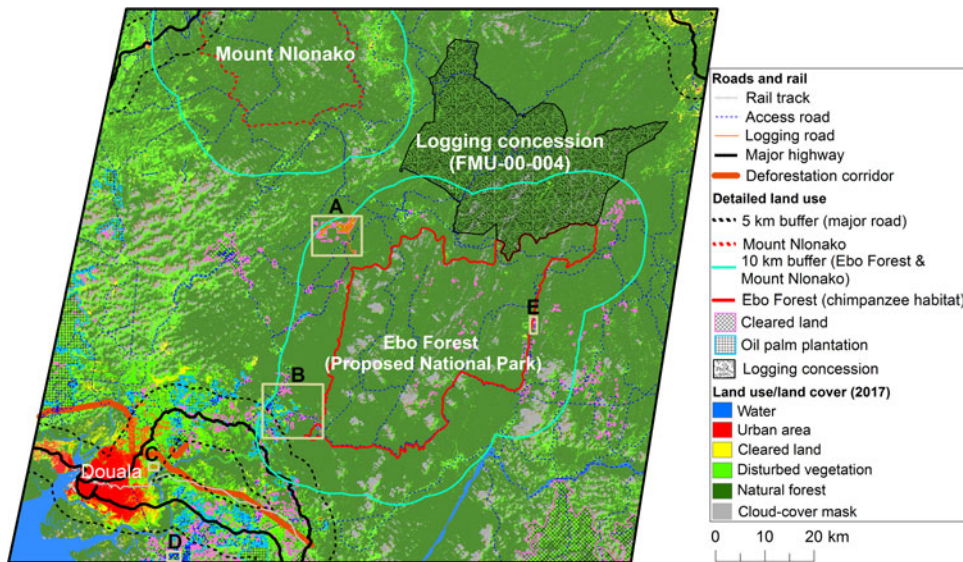 Mount Nlonako
Logging concession
(FMU-00-004)
A
E
Ebo Forest
(Proposed National Park)
B
C
Douala
D
Roads and rail
Rail track
Access road
Logging road
Major highway
Deforestation corridor
Detailed land use
5 km buffer (major road)
Mount Nlonako
10 km buffer (Ebo Forest &
Mount Nlonako)
Ebo Forest (chimpanzee habitat)
Cleared land
Oil palm plantation
Logging concession
Land use/land cover (2017)
Water
Urban area
Cleared land
Disturbed vegetation
Natural forest
Cloud-cover mask
0 10 20 km